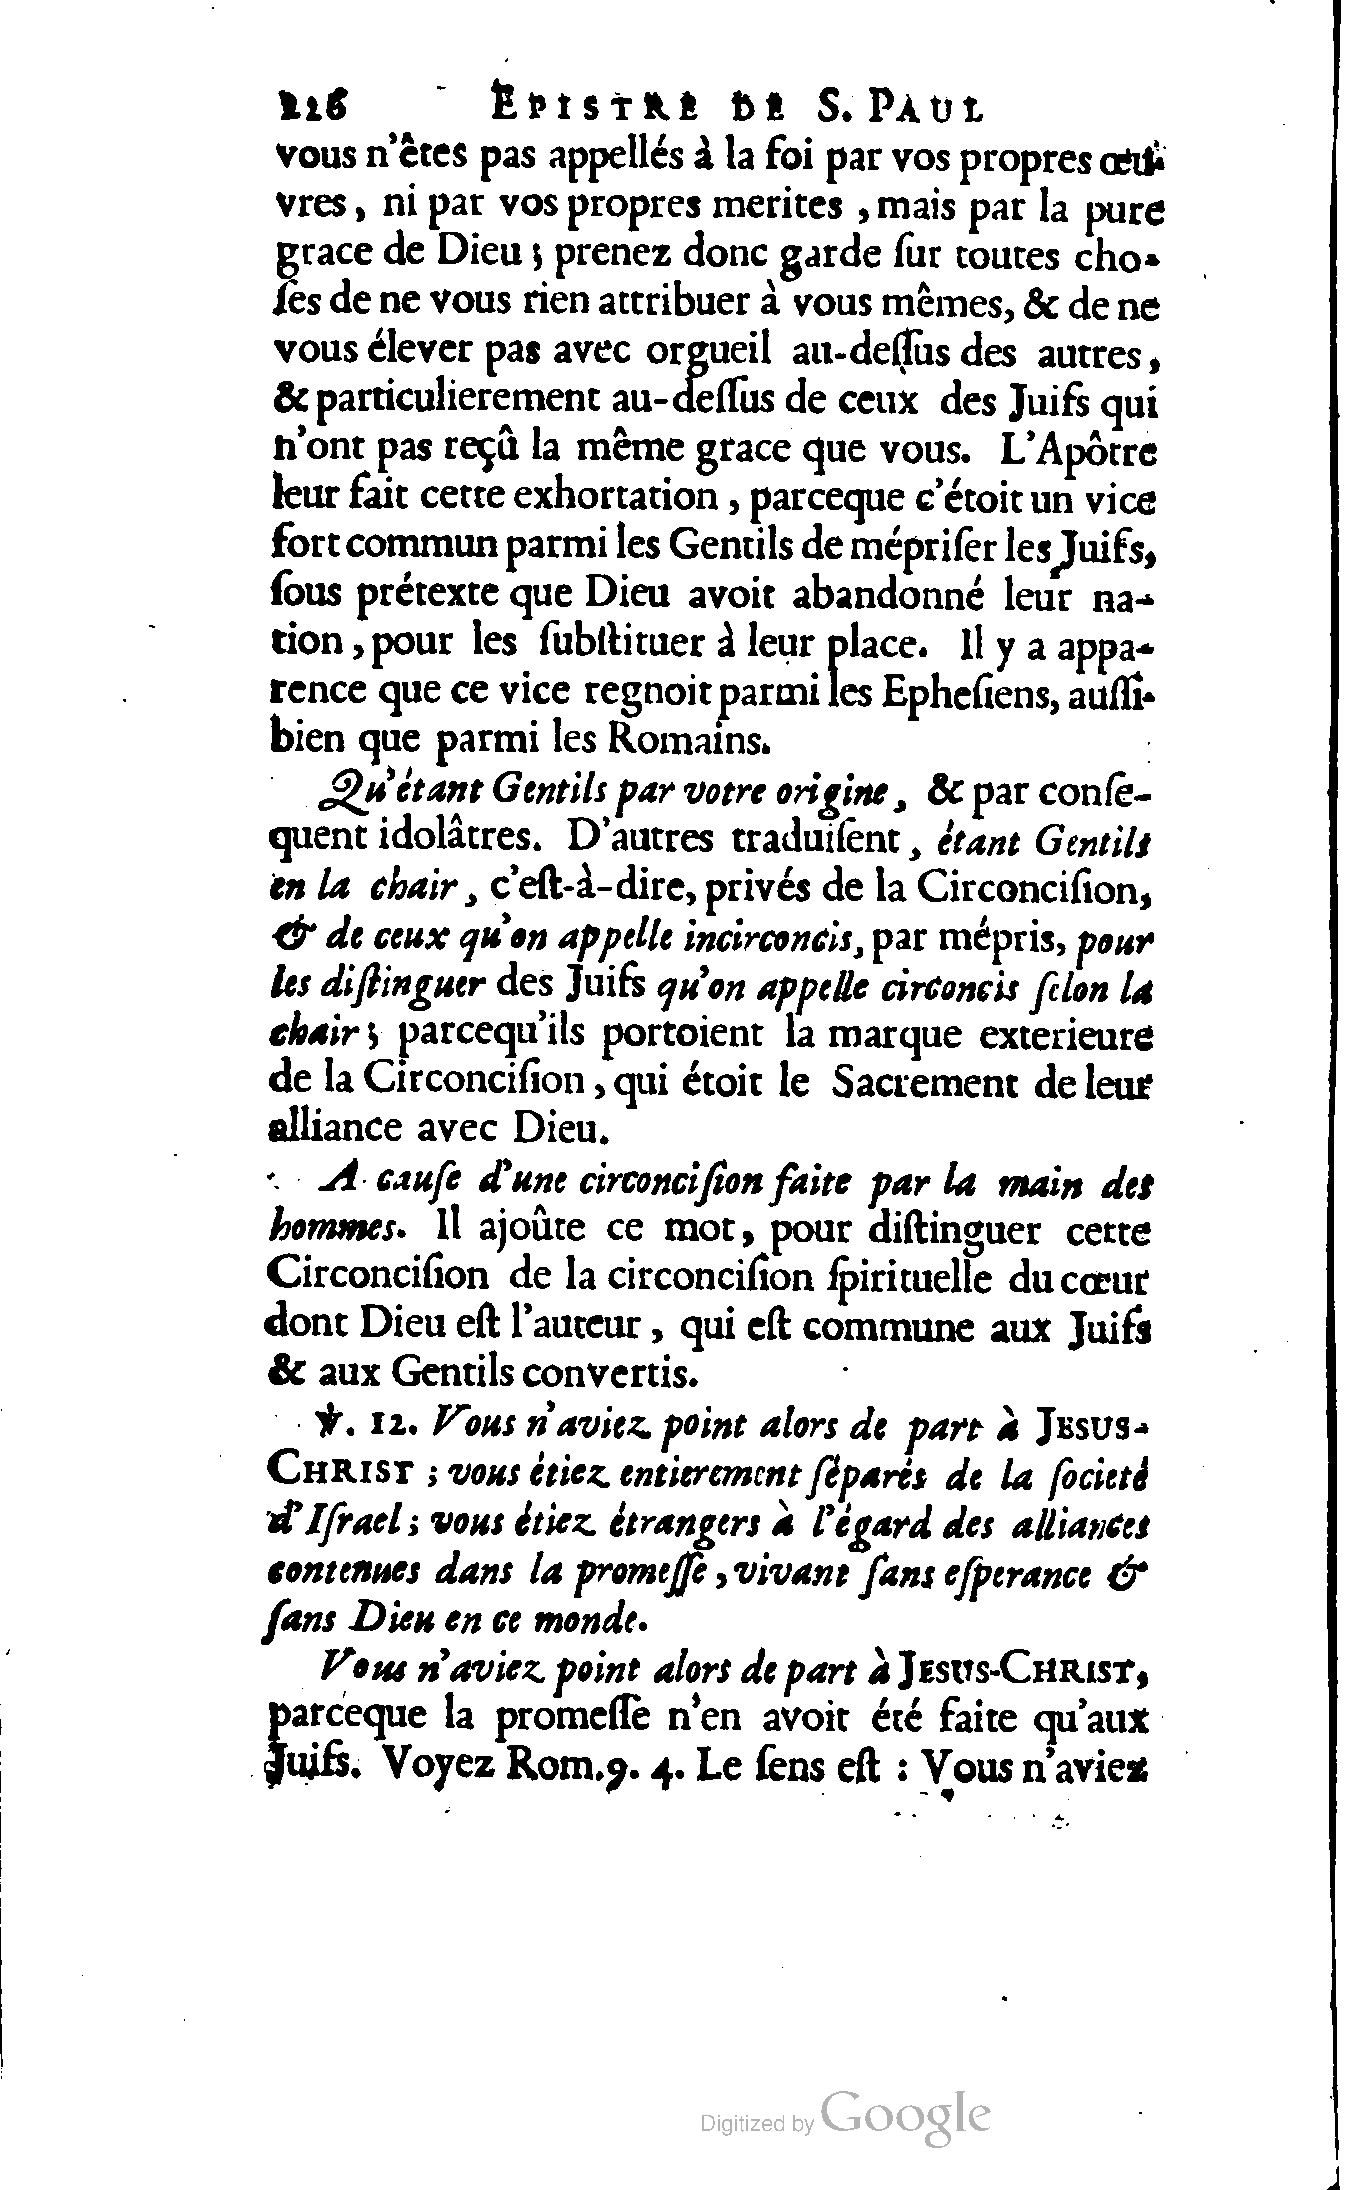 226 EPISTRE DE S. PAUL
vous n'êtes pas appellés à la foi par vos propres œu-
vres, ni par vos propres merites, mais par la pure
grace de Dieu; prenez donc garde ſur toutes cho-
ſes de ne vous rien attribuer à vous mêmes, & de ne
vous élever pas avec orgueil au-deſſus des autres,
& particulierement au-deſſus de ceux des Juifs qui
n'ont pas reçû la même grace que vous. L'Apôtre
leur fait cette exhortation, parceque c'étoit un vice
fort commun parmi les Gentils de mépriſer les Juifs,
ſous prétexte que Dieu avoit abandonné leur na-
tion, pour les ſubſtituer à leur place. Il y a appa-
rence que ce vice regnoit parmi les Epheſiens, auſſi-
bien que parmi les Romains.
Qu'étant Gentils par votre origine, & par conſe-
quent idolâtres. D'autres traduiſent, étant Gentils
en la chair, c'eſt-à-dire, privés de la Circonciſion,
& de ceux qu'on appelle incirconcis, par mépris, pour
les diſtinguer des Juifs qu'on appelle circoncis ſelon la
chair; parcequ'ils portoient la marque exterieure
de la Circonciſion, qui étoit le Sacrement de leur
alliance avec Dieu.
A cauſe d'une circonciſion faite par la main des
hommes. Il ajoûte ce mot, pour diſtinguer cette
Circonciſion de la circonciſion ſpirituelle du cœur
dont Dieu eſt l'auteur, qui eſt commune aux Juifs
& aux Gentils convertis.
℣. 12. Vous n'aviez point alors de part à JESUS-
CHRIST; vous étiez entierement ſéparés de la ſocieté
d'Iſrael; vous étiez étrangers à l'égard des alliances
contenues dans la promeſſe, vivant ſans eſperance &
ſans Dieu en ce monde.
Vous n'aviez point alors de part à JESUS-CHRIST,
parceque la promeſſe n'en avoit été faite qu'aux
Juifs. Voyez Rom. 9. 4. Le ſens eſt : Vous n'aviez
Digitized by Google